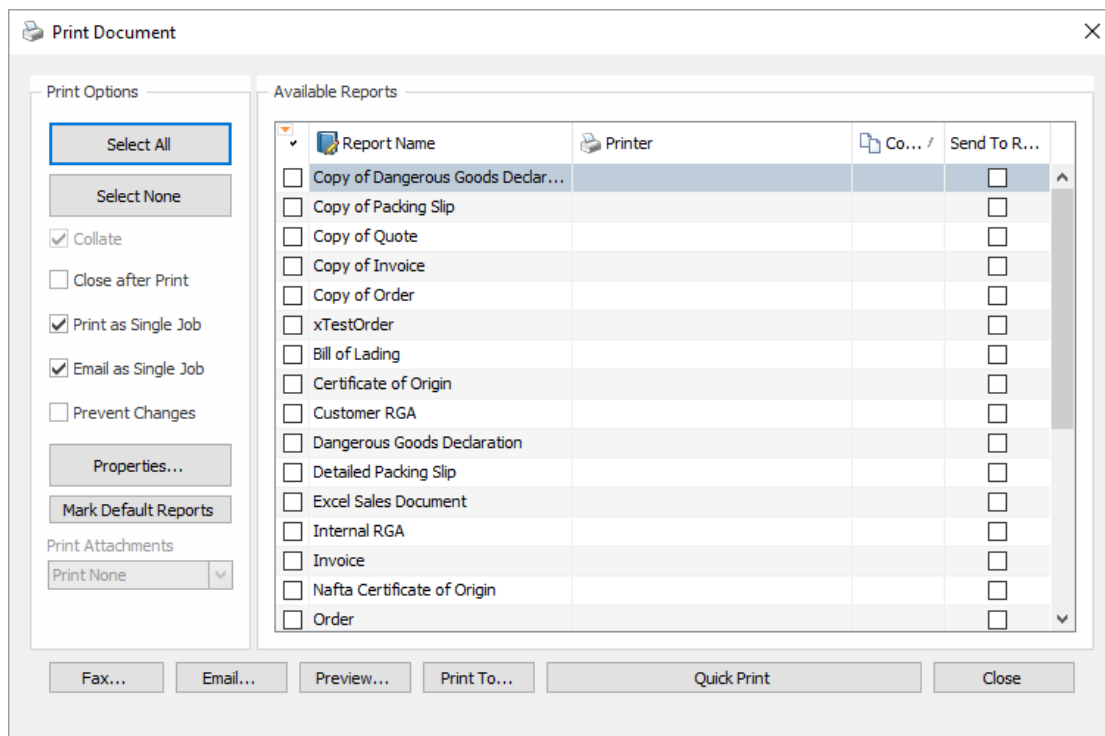 Print Document
Print Options
Select All
Select None
Collate
Close after Print
Print as Single Job
Email as Single Job
Prevent Changes
Properties...
Mark Default Reports
Print Attachments
Print None
Available Reports
Report Name Printer Co... Send To R...
Copy of Dangerous Goods Declar...
Copy of Packing Slip
Copy of Quote
Copy of Invoice
Copy of Order
xTestOrder
Bill of Lading
Certificate of Origin
Customer RGA
Dangerous Goods Declaration
Detailed Packing Slip
Excel Sales Document
Internal RGA
Invoice
Nafta Certificate of Origin
Order
Fax... Email... Preview... Print To... Quick Print Close